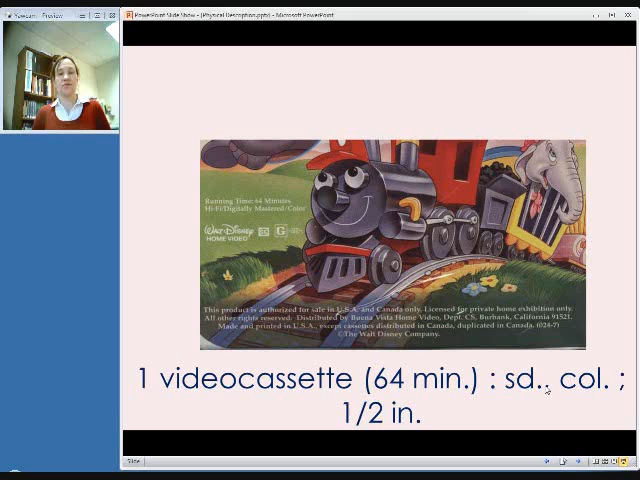 Yawcam - Preview
PowerPoint Slide Show - [Physical Description.pptx] - Microsoft PowerPoint
Running Time: 64 Minutes
Hi-Fi/Digitally Mastered/Color
WALT DISNEY
HOME VIDEO
G
This product is authorized for sale in U.S.A. and Canada only. Licensed for private home exhibition only.
All other rights reserved. Distributed by Buena Vista Home Video, Dept. CS, Burbank, California 91521.
Made and printed in U.S.A., except cassettes distributed in Canada, duplicated in Canada. (024-7)
©The Walt Disney Company.
1 videocassette (64 min.) : sd., col. ;
1/2 in.
Slide